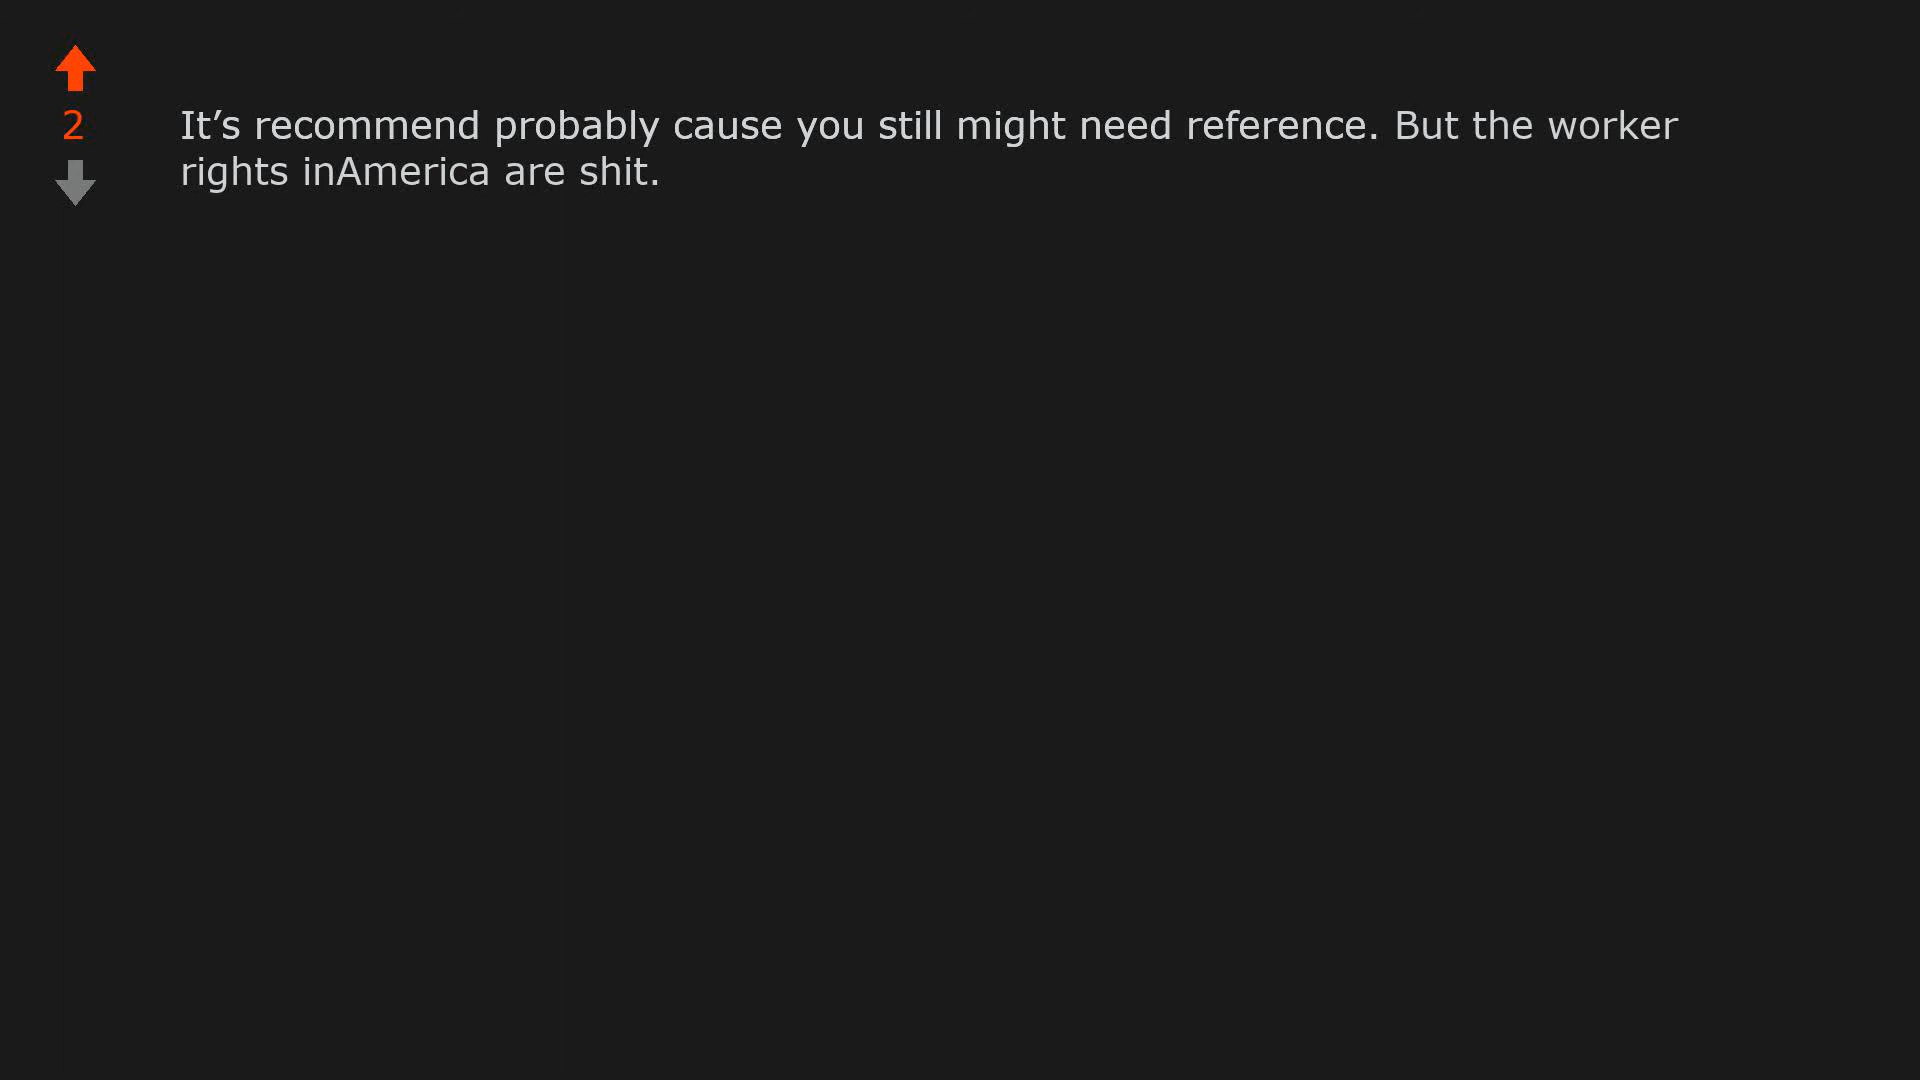 2
It’s recommend probably cause you still might need reference. But the worker
rights inAmerica are shit.